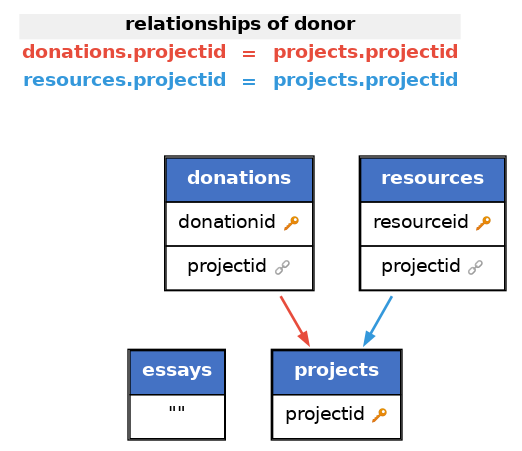 relationships of donor
donations.projectid = projects.projectid
resources.projectid = projects.projectid
donations
donationid
projectid
resources
resourceid
projectid
essays
""
projects
projectid